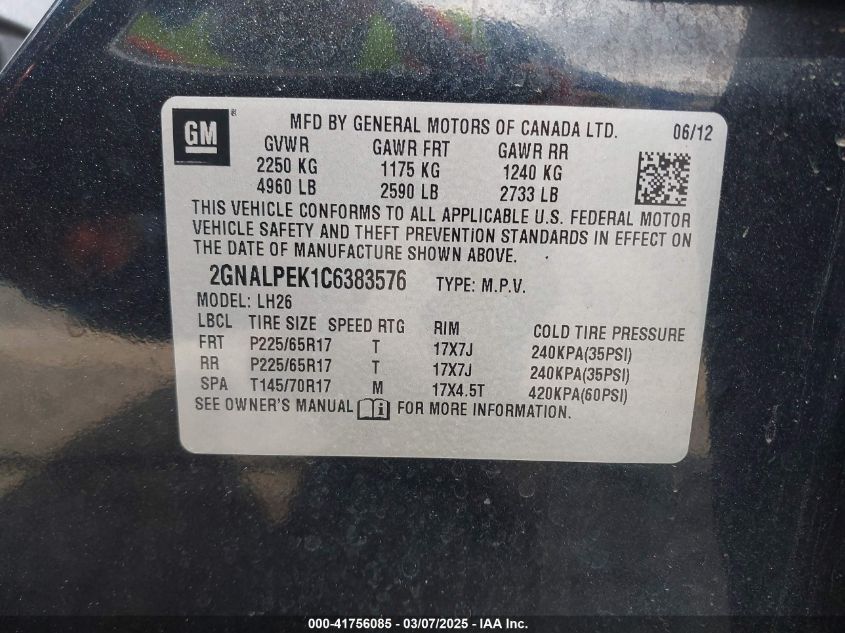 GM ®
MFD BY GENERAL MOTORS OF CANADA LTD. 06/12
GVWR GAWR FRT GAWR RR
2250 KG 1175 KG 1240 KG
4960 LB 2590 LB 2733 LB
THIS VEHICLE CONFORMS TO ALL APPLICABLE U.S. FEDERAL MOTOR
VEHICLE SAFETY AND THEFT PREVENTION STANDARDS IN EFFECT ON
THE DATE OF MANUFACTURE SHOWN ABOVE.
2GNALPEK1C6383576 TYPE: M.P.V.
MODEL: LH26
LBCL TIRE SIZE SPEED RTG RIM COLD TIRE PRESSURE
FRT P225/65R17 T 17X7J 240KPA(35PSI)
RR P225/65R17 T 17X7J 240KPA(35PSI)
SPA T145/70R17 M 17X4.5T 420KPA(60PSI)
SEE OWNER'S MANUAL i FOR MORE INFORMATION.
000-41756085 - 03/07/2025 - IAA Inc.